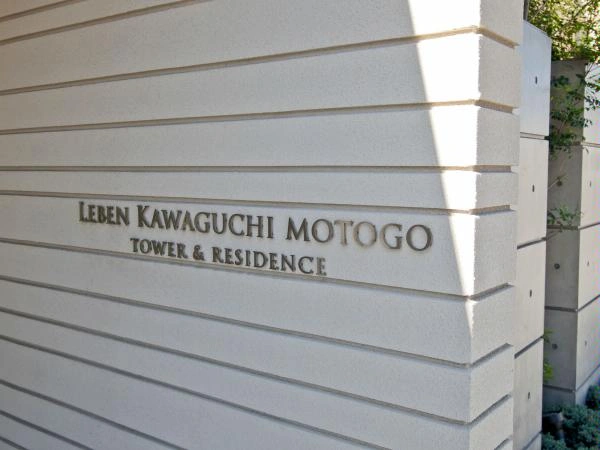 LEBEN KAWAGUCHI MOTOGO
TOWER & RESIDENCE